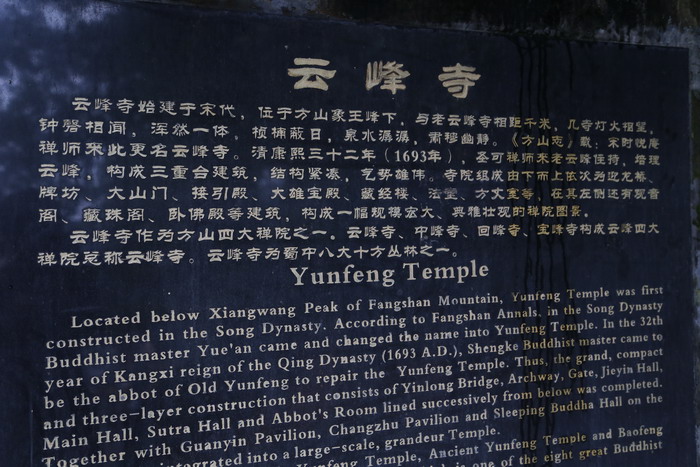 云峰寺
云峰寺始建于宋代，位于方山象王峰下，与老云峰寺相距千米，几寺灯火相望，
钟磬相闻，浑然一体，桢楠蔽日，泉水潺潺，肃穆幽静。《方山志》载：宋时悦庵
禅师来此更名云峰寺。清康熙三十二年（1693年），圣可禅师来老云峰住持，培理
云峰，构成三重合建筑，结构紧凑，气势雄伟。寺院组成由下而上依次为迎龙桥、
牌坊、大山门、接引殿、大雄宝殿、藏经楼、法堂、方丈室等，在其左侧还有观音
阁、藏珠阁、卧佛殿等建筑，构成一幅规模宏大、典雅壮观的禅院图景。
云峰寺作为方山四大禅院之一。云峰寺、中峰寺、回峰寺、宝峰寺构成云峰四大
禅院总称云峰寺。云峰寺为蜀中八大十方丛林之一。
Yunfeng Temple
Located below Xiangwang Peak of Fangshan Mountain, Yunfeng Temple was first
constructed in the Song Dynasty. According to Fangshan Annals, in the Song Dynasty
Buddhist master Yue'an came and changed the name into Yunfeng Temple. In the 32th
year of Kangxi reign of the Qing Dynasty (1693 A.D.), Shengke Buddhist master came to
be the abbot of Old Yunfeng to repair the Yunfeng Temple. Thus, the grand, compact
and three-layer construction that consists of Yinlong Bridge, Archway, Gate, Jieyin Hall,
Main Hall, Sutra Hall and Abbot's Room lined successively from below was completed.
Together with Guanyin Pavilion, Changzhu Pavilion and Sleeping Buddha Hall on the
integrated into a large-scale, grandeur Temple.
Yunfeng Temple, Ancient Yunfeng Temple and Baofeng
is one of the eight great Buddhist